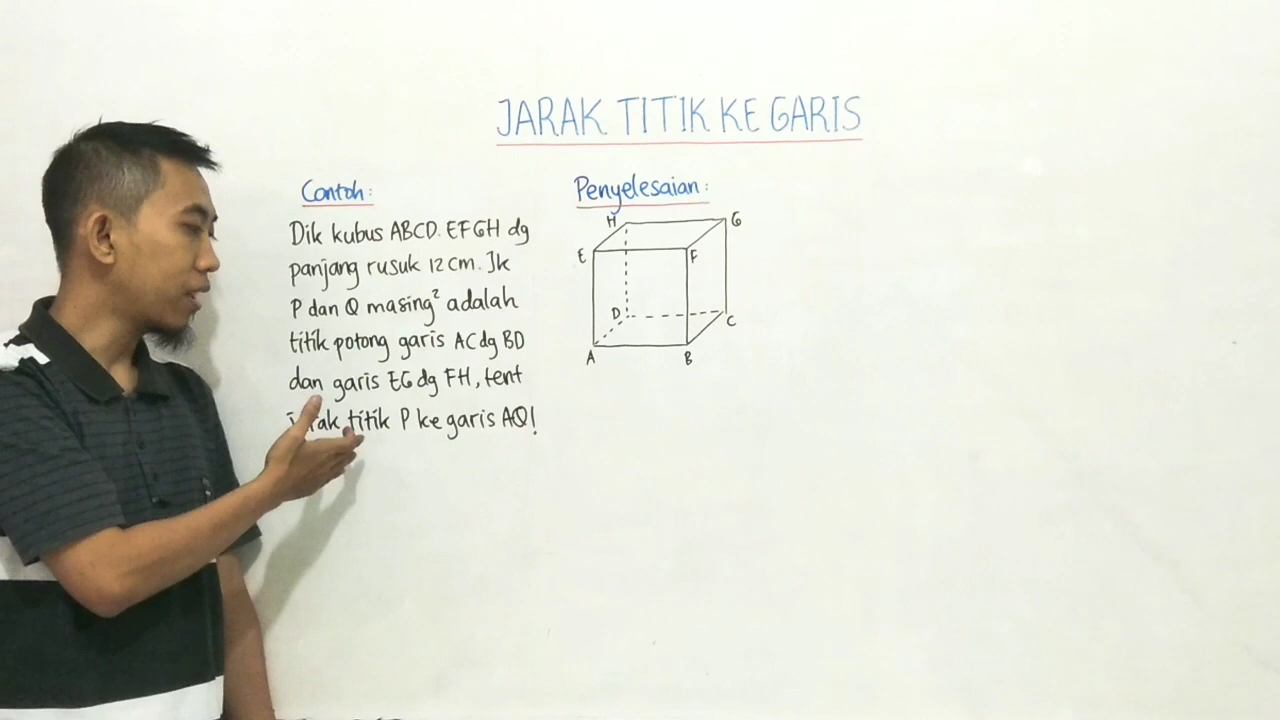 JARAK TITIK KE GARIS
Contoh:
Dik kubus ABCD. EFGH dg
panjang rusuk 12 cm. Jk
P dan Q masing² adalah
titik potong garis AC dg BD
dan garis EG dg FH, tent
titik P ke garis AQ!
Penyelesaian:
H
G
E
F
D
C
A
B